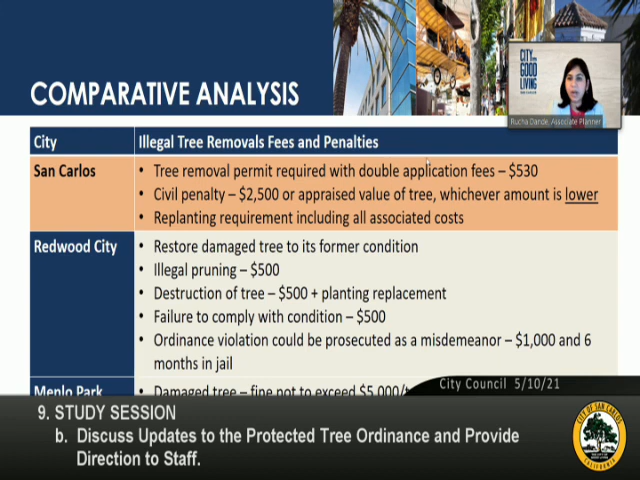 COMPARATIVE ANALYSIS
CITY OF GOOD LIVING
Rucha Dande, Associate Planner
City
Illegal Tree Removals Fees and Penalties
San Carlos
• Tree removal permit required with double application fees – $530
• Civil penalty – $2,500 or appraised value of tree, whichever amount is lower
• Replanting requirement including all associated costs
Redwood City
• Restore damaged tree to its former condition
• Illegal pruning – $500
• Destruction of tree – $500 + planting replacement
• Failure to comply with condition – $500
• Ordinance violation could be prosecuted as a misdemeanor – $1,000 and 6
months in jail
Menlo Park
• Damaged tree – fine not to exceed $5,000/
City Council 5/10/21
9. STUDY SESSION
b. Discuss Updates to the Protected Tree Ordinance and Provide
Direction to Staff.
CITY OF SAN CARLOS
CALIFORNIA